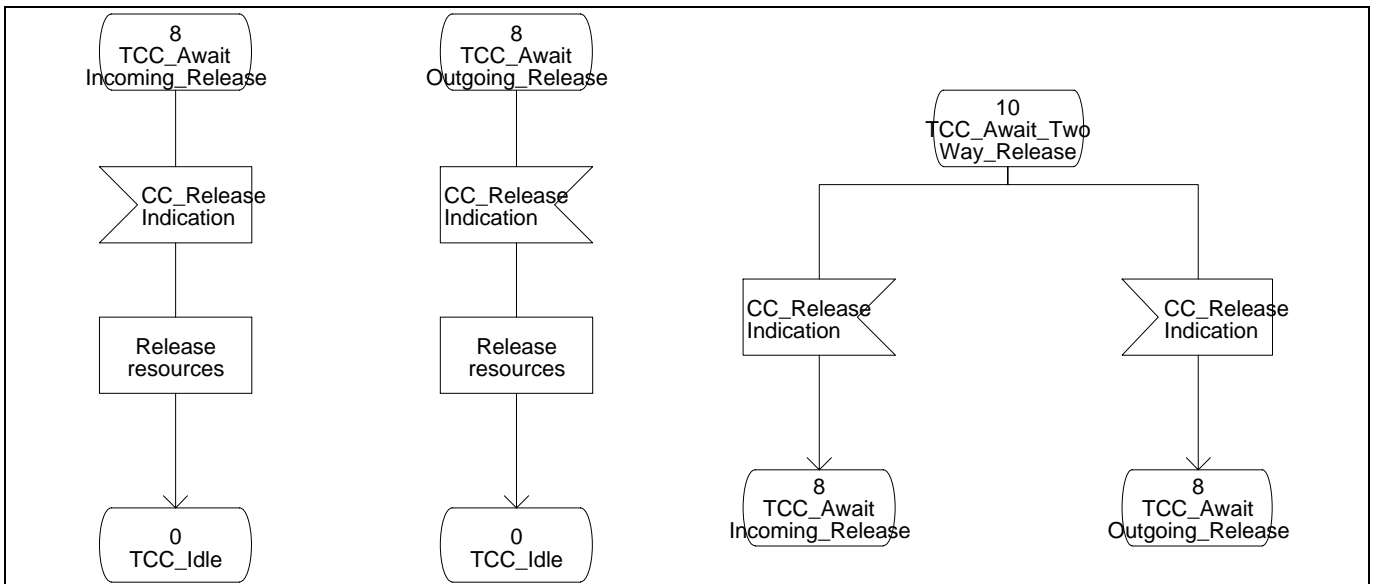 8
TCC_Await
Incoming_Release
CC_Release
Indication
Release
resources
0
TCC_Idle
8
TCC_Await
Outgoing_Release
CC_Release
Indication
Release
resources
0
TCC_Idle
10
TCC_Await_Two
Way_Release
CC_Release
Indication
8
TCC_Await
Incoming_Release
CC_Release
Indication
8
TCC_Await
Outgoing_Release